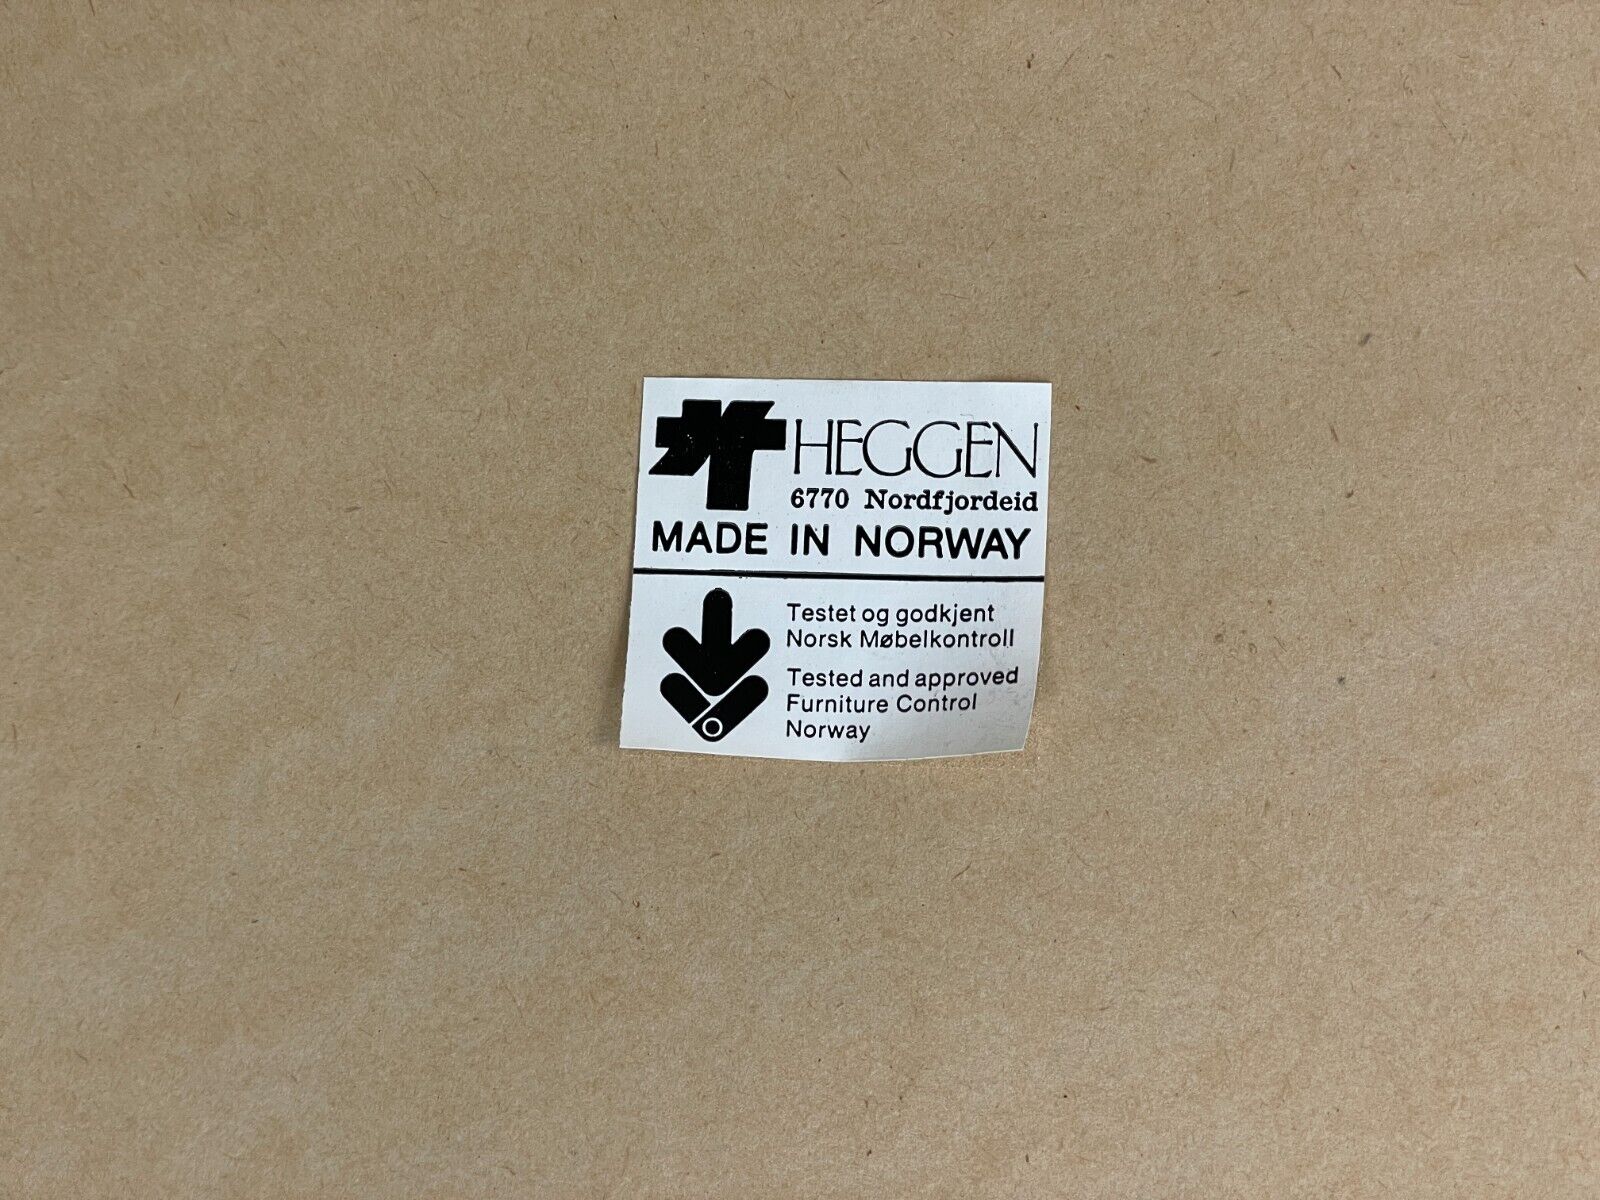 HEGGEN
6770 Nordfjordeid
MADE IN NORWAY
Testet og godkjent
Norsk Møbelkontroll
Tested and approved
Furniture Control
Norway